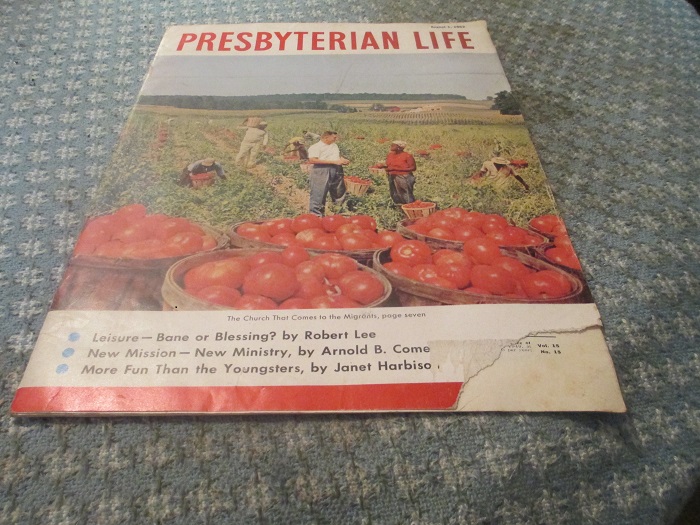 PRESBYTERIAN LIFE
The Church That Comes to the Migrants, page seven
Leisure—Bane or Blessing? by Robert Lee
New Mission—New Ministry, by Arnold B. Come
More Fun Than the Youngsters, by Janet Harbiso
Vol. 15
No. 15